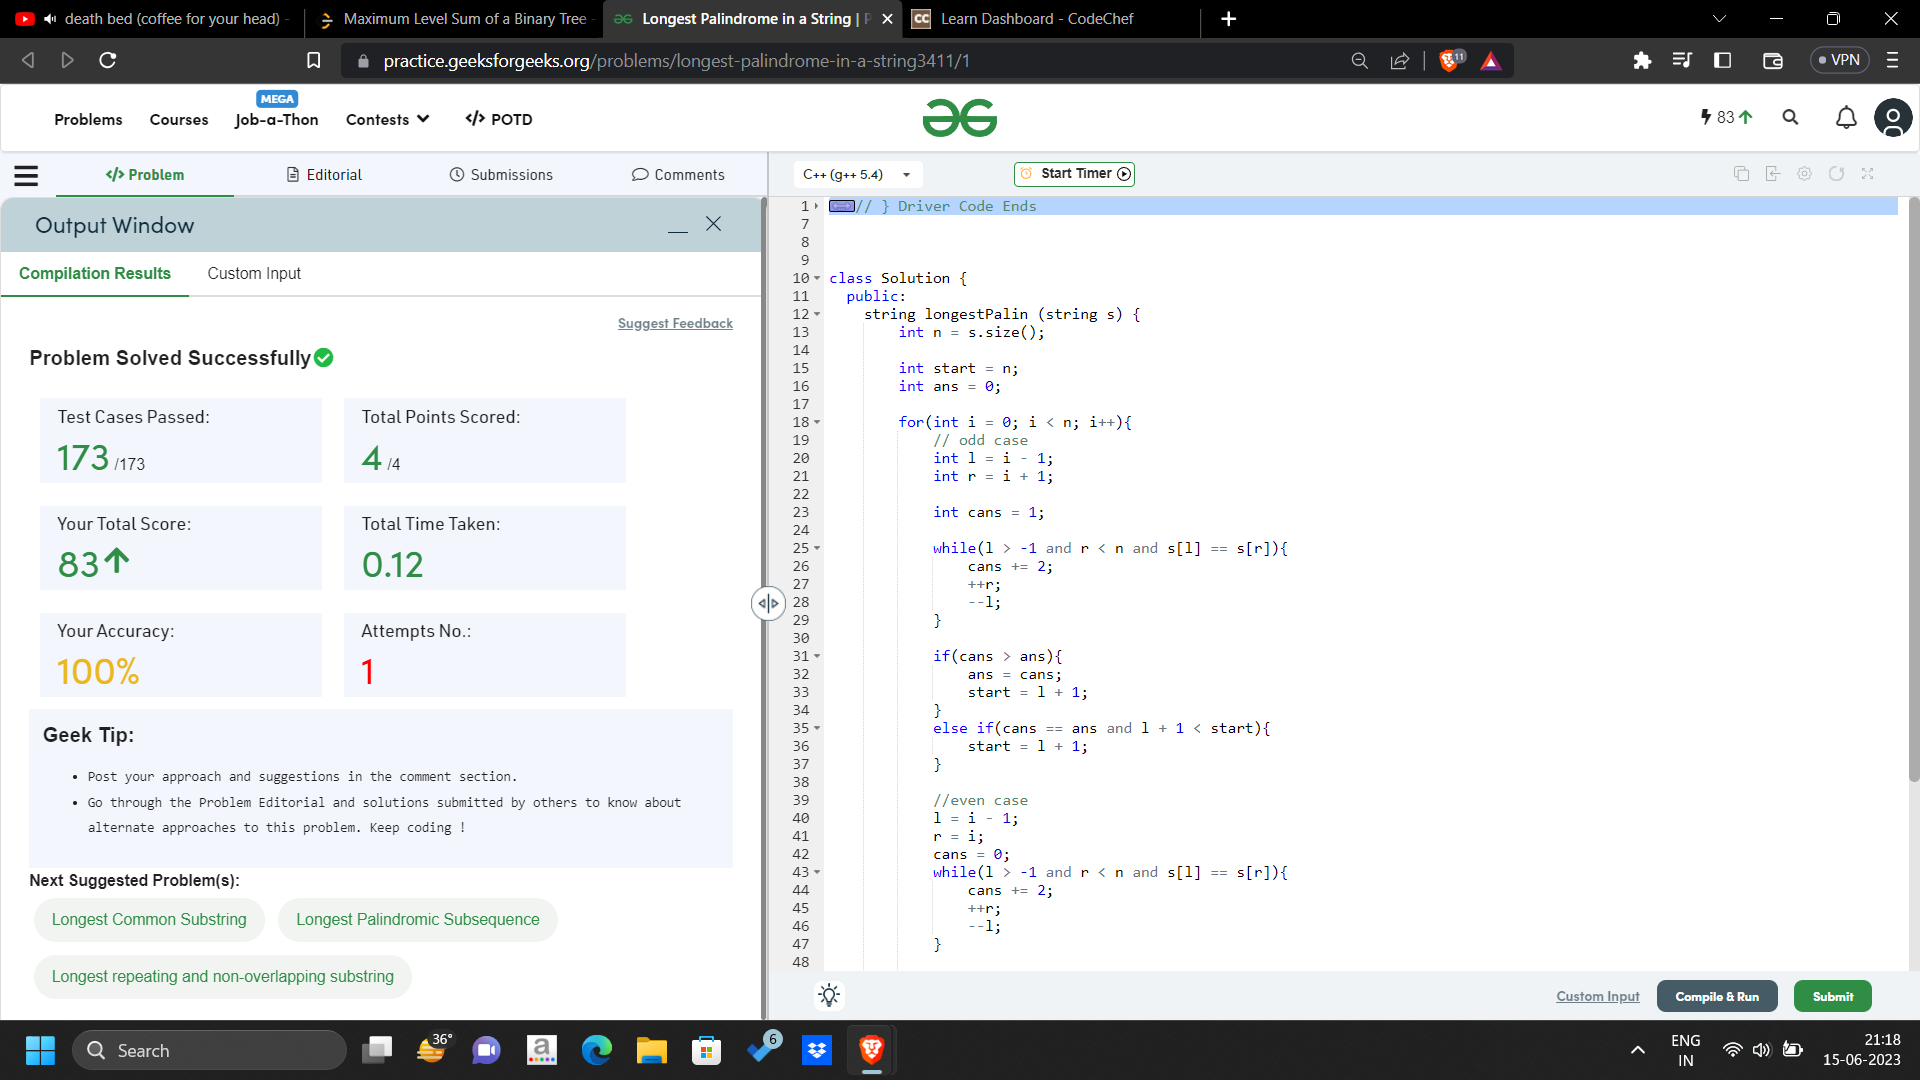 death bed (coffee for your head) -
Maximum Level Sum of a Binary Tree -
Longest Palindrome in a String | P
CC Learn Dashboard - CodeChef
practice.geeksforgeeks.org/problems/longest-palindrome-in-a-string3411/1
11
VPN
Problems
Courses
MEGA
Job-a-Thon
Contests
</> POTD
83
</> Problem
Editorial
Submissions
Comments
C++ (g++ 5.4)
Start Timer
Output Window
Compilation Results
Custom Input
Suggest Feedback
Problem Solved Successfully
Test Cases Passed:
173 /173
Total Points Scored:
4 /4
Your Total Score:
83
Total Time Taken:
0.12
Your Accuracy:
100%
Attempts No.:
1
Geek Tip:
• Post your approach and suggestions in the comment section.
• Go through the Problem Editorial and solutions submitted by others to know about
alternate approaches to this problem. Keep coding !
Next Suggested Problem(s):
Longest Common Substring
Longest Palindromic Subsequence
Longest repeating and non-overlapping substring
1 // } Driver Code Ends
7
8
9
10 class Solution {
11 public:
12 string longestPalin (string s) {
13 int n = s.size();
14
15 int start = n;
16 int ans = 0;
17
18 for(int i = 0; i < n; i++){
19 // odd case
20 int l = i - 1;
21 int r = i + 1;
22
23 int cans = 1;
24
25 while(l > -1 and r < n and s[l] == s[r]){
26 cans += 2;
27 ++r;
28 --l;
29 }
30
31 if(cans > ans){
32 ans = cans;
33 start = l + 1;
34 }
35 else if(cans == ans and l + 1 < start){
36 start = l + 1;
37 }
38
39 //even case
40 l = i - 1;
41 r = i;
42 cans = 0;
43 while(l > -1 and r < n and s[l] == s[r]){
44 cans += 2;
45 ++r;
46 --l;
47 }
48
Custom Input
Compile & Run
Submit
Search
36°
a
6
ENG
IN
21:18
15-06-2023